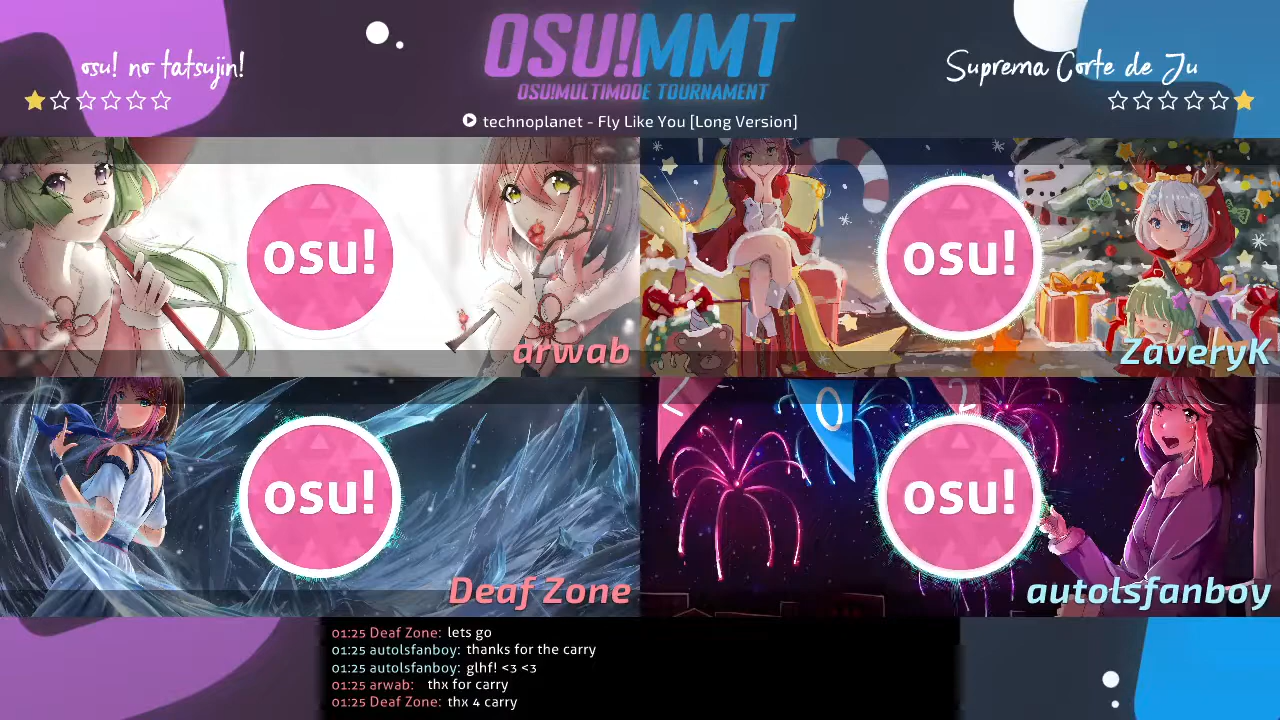 OSU!MMT
OSU!MULTIMODE TOURNAMENT
osu! no tatsujin!
Suprema Corte de Ju
technoplanet - Fly Like You [Long Version]
osu!
arwab
osu!
ZaveryK
osu!
Deaf Zone
2 0 2
osu!
autolsfanboy
01:25 Deaf Zone: lets go
01:25 autolsfanboy: thanks for the carry
01:25 autolsfanboy: glhf! <3 <3
01:25 arwab: thx for carry
01:25 Deaf Zone: thx 4 carry